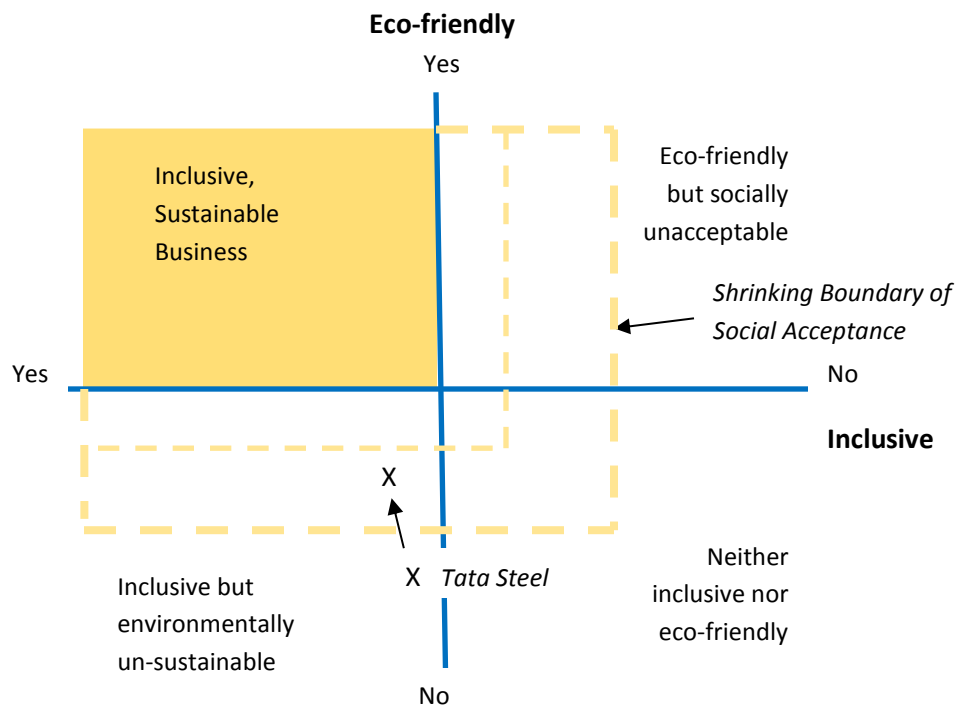 Eco-friendly
Yes
Inclusive,
Sustainable
Business
Eco-friendly
but socially
unacceptable
Shrinking Boundary of
Social Acceptance
Yes
No
Inclusive
X
X Tata Steel
Inclusive but
environmentally
un-sustainable
Neither
inclusive nor
eco-friendly
No